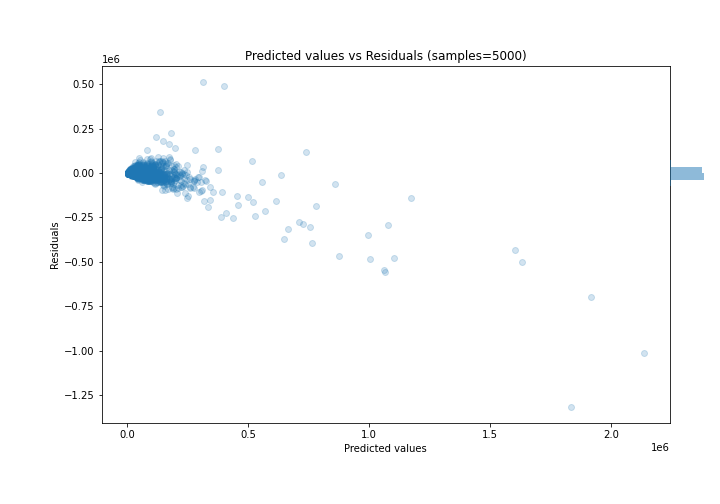 Predicted values vs Residuals (samples=5000)
1e6
0.50
0.25
0.00
−0.25
−0.50
−0.75
−1.00
−1.25
Residuals
0.0 0.5 1.0 1.5 2.0
1e6
Predicted values